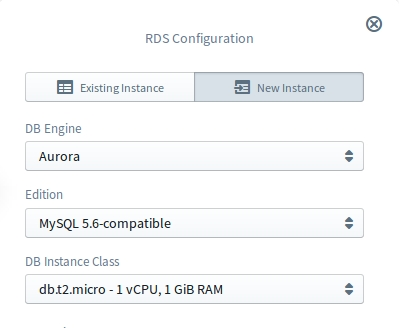 RDS Configuration
Existing Instance
New Instance
DB Engine
Aurora
Edition
MySQL 5.6-compatible
DB Instance Class
db.t2.micro - 1 vCPU, 1 GiB RAM